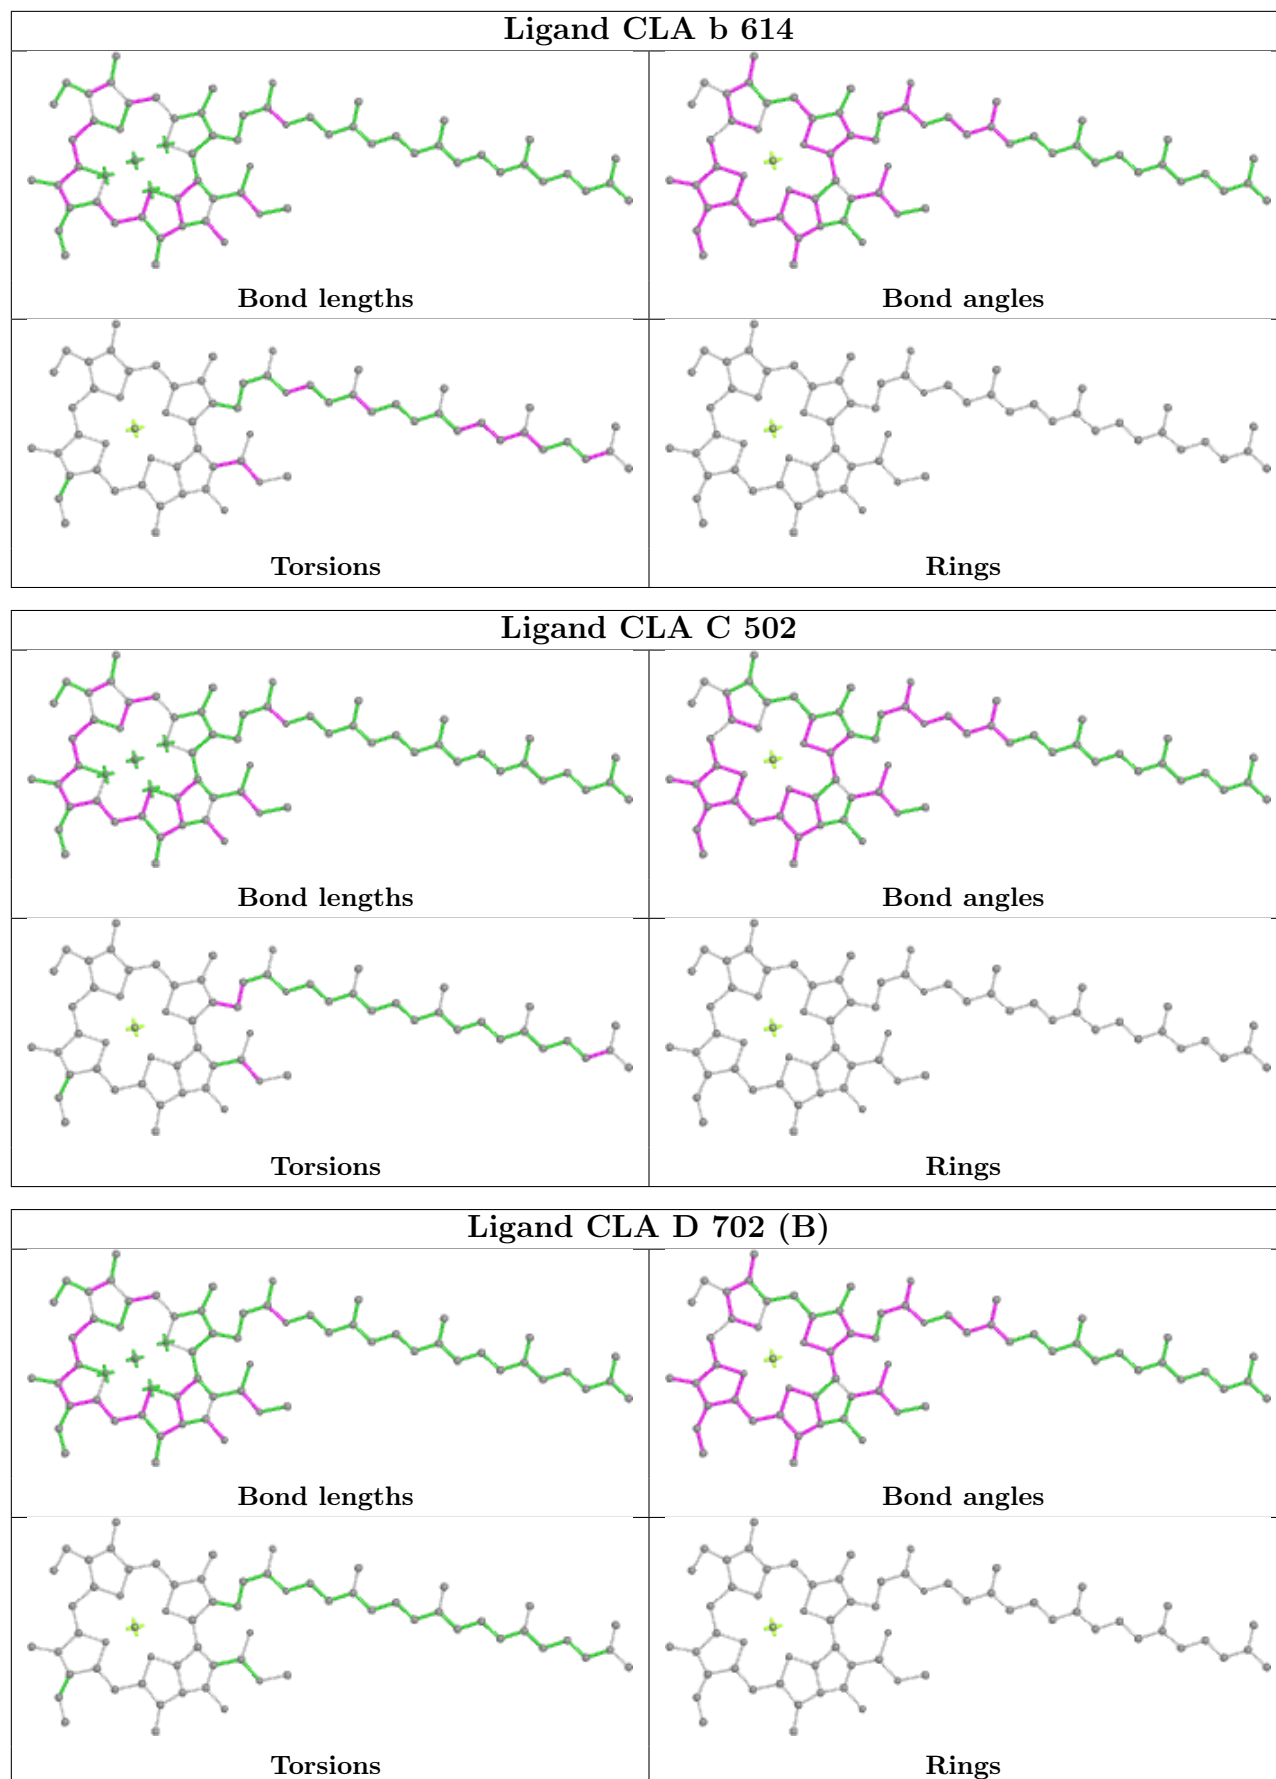 Ligand CLA b 614
Bond lengths
Bond angles
Torsions
Rings
Ligand CLA C 502
Bond lengths
Bond angles
Torsions
Rings
Ligand CLA D 702 (B)
Bond lengths
Bond angles
Torsions
Rings